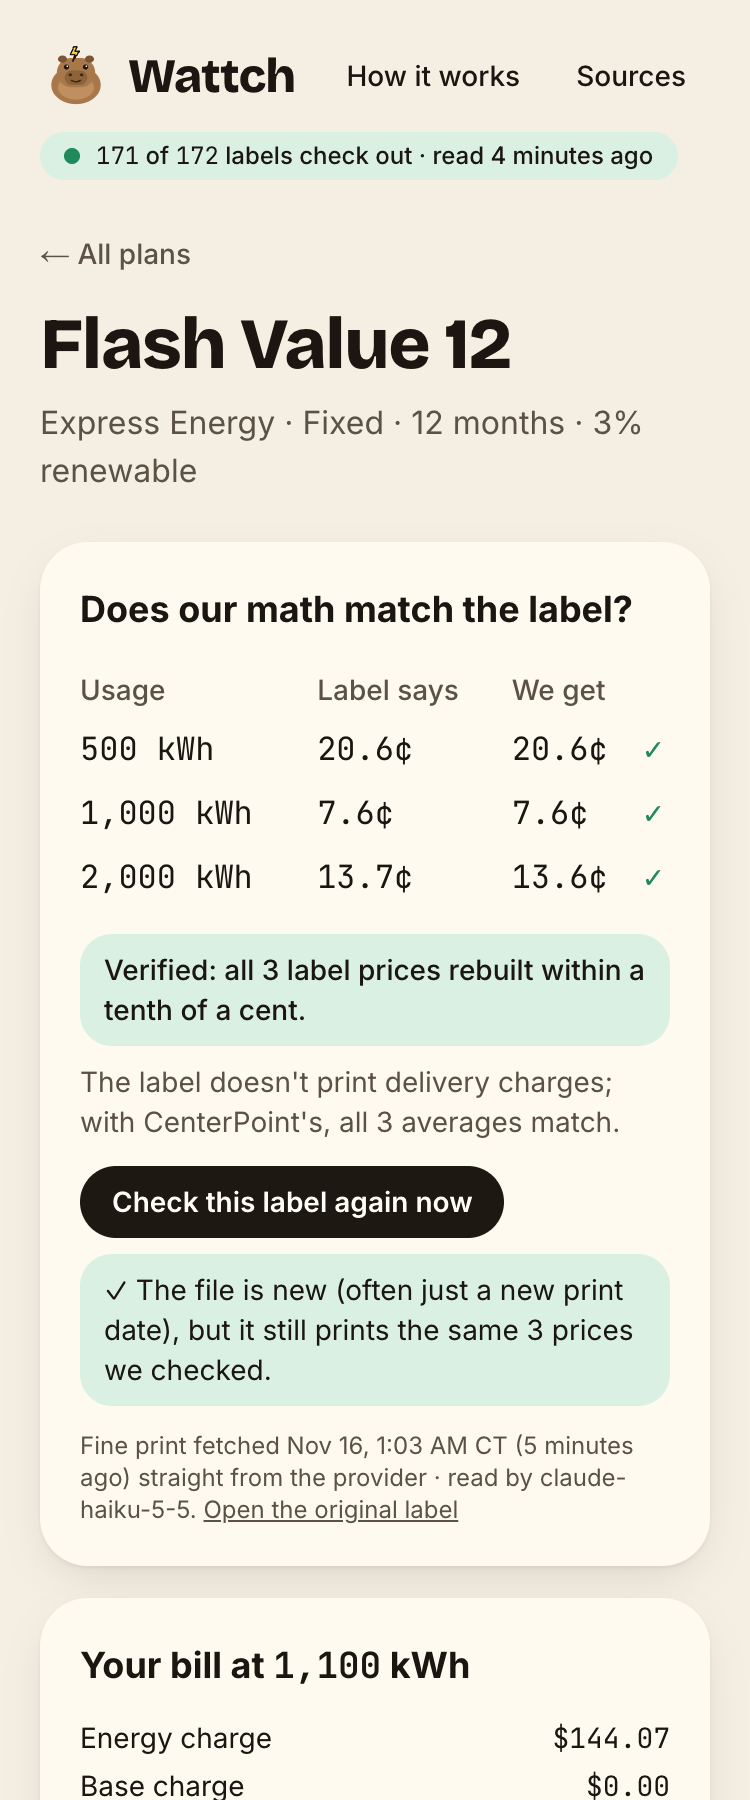 Wattch How it works Sources
171 of 172 labels check out · read 4 minutes ago
← All plans
Flash Value 12
Express Energy · Fixed · 12 months · 3%
renewable
Does our math match the label?
Usage Label says We get
500 kWh 20.6¢ 20.6¢ ✓
1,000 kWh 7.6¢ 7.6¢ ✓
2,000 kWh 13.7¢ 13.6¢ ✓
Verified: all 3 label prices rebuilt within a
tenth of a cent.
The label doesn't print delivery charges;
with CenterPoint's, all 3 averages match.
Check this label again now
✓ The file is new (often just a new print
date), but it still prints the same 3 prices
we checked.
Fine print fetched Nov 16, 1:03 AM CT (5 minutes
ago) straight from the provider · read by claude-
haiku-5-5. Open the original label
Your bill at 1,100 kWh
Energy charge $144.07
Base charge $0.00